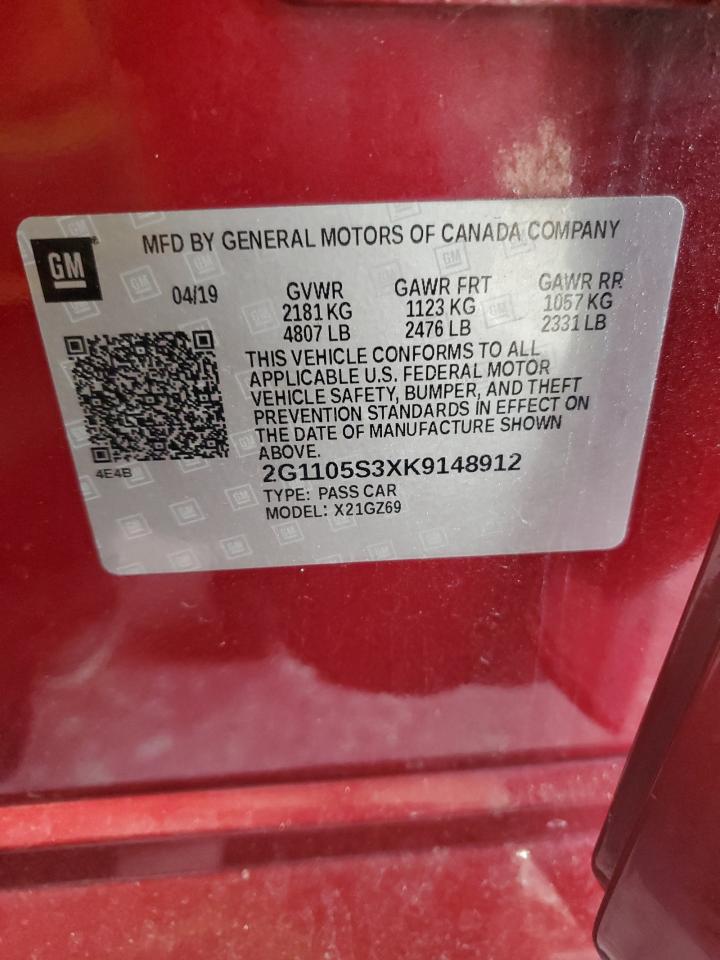 GM
MFD BY GENERAL MOTORS OF CANADA COMPANY
04/19
GVWR
2181 KG
4807 LB
GAWR FRT
1123 KG
2476 LB
GAWR RR
1057 KG
2331 LB
THIS VEHICLE CONFORMS TO ALL
APPLICABLE U.S. FEDERAL MOTOR
VEHICLE SAFETY, BUMPER, AND THEFT
PREVENTION STANDARDS IN EFFECT ON
THE DATE OF MANUFACTURE SHOWN
ABOVE.
4E4B
2G1105S3XK9148912
TYPE: PASS CAR
MODEL: X21GZ69